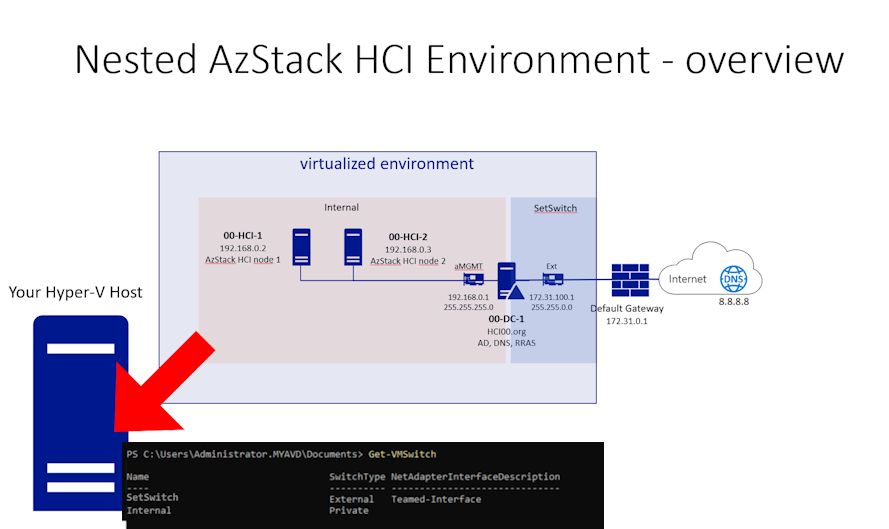 Nested AzStack HCI Environment - overview
virtualized environment
Internal
SetSwitch
00-HCI-1
192.168.0.2
AzStack HCI node 1
00-HCI-2
192.168.0.3
AzStack HCI node 2
aMGMT
192.168.0.1
255.255.255.0
Ext
172.31.100.1
255.255.0.0
00-DC-1
HCI00.org
AD, DNS, RRAS
Default Gateway
172.31.0.1
Internet
DNS
8.8.8.8
Your Hyper-V Host
PS C:\Users\Administrator.MYAVD\Documents> Get-VMSwitch
Name SwitchType NetAdapterInterfaceDescription
---- ---------- ------------------------------
SetSwitch External Teamed-Interface
Internal Private